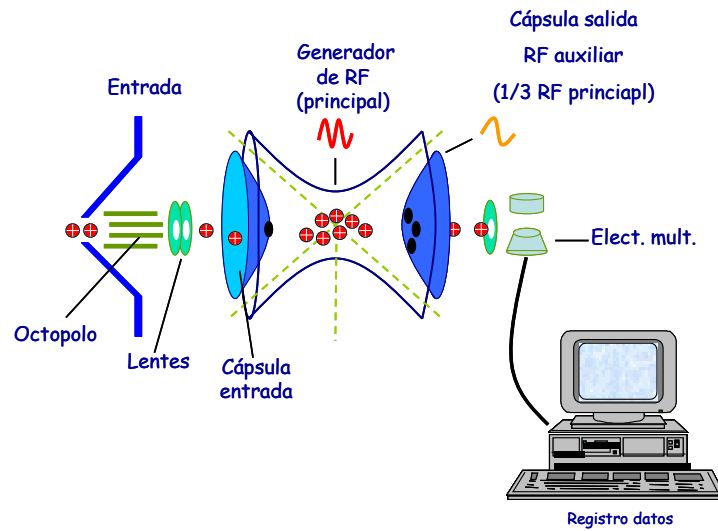 Cápsula salida
RF auxiliar
(1/3 RF princiapl)
Generador
de RF
(principal)
Entrada
Elect. mult.
Octopolo
Lentes
Cápsula
entrada
Registro datos